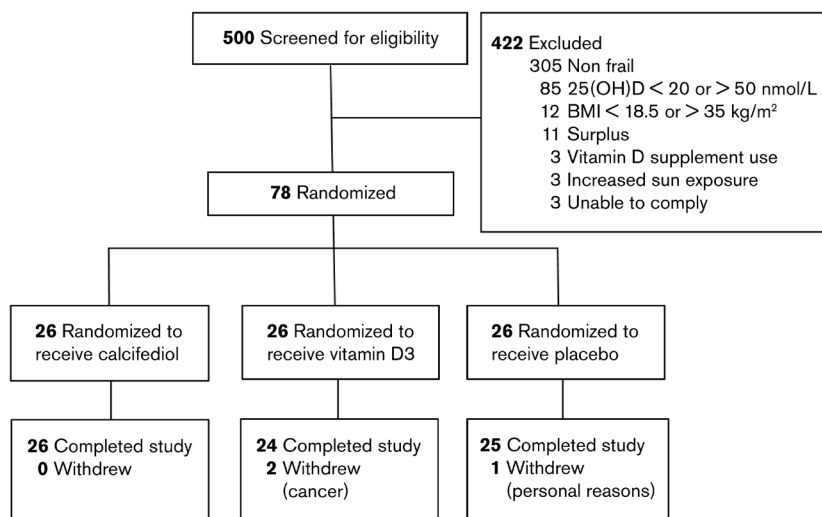 500 Screened for eligibility
422 Excluded
305 Non frail
85 25(OH)D < 20 or > 50 nmol/L
12 BMI < 18.5 or > 35 kg/m²
11 Surplus
3 Vitamin D supplement use
3 Increased sun exposure
3 Unable to comply
78 Randomized
26 Randomized to
receive calcifediol
26 Randomized to
receive vitamin D3
26 Randomized to
receive placebo
26 Completed study
0 Withdrew
24 Completed study
2 Withdrew
(cancer)
25 Completed study
1 Withdrew
(personal reasons)